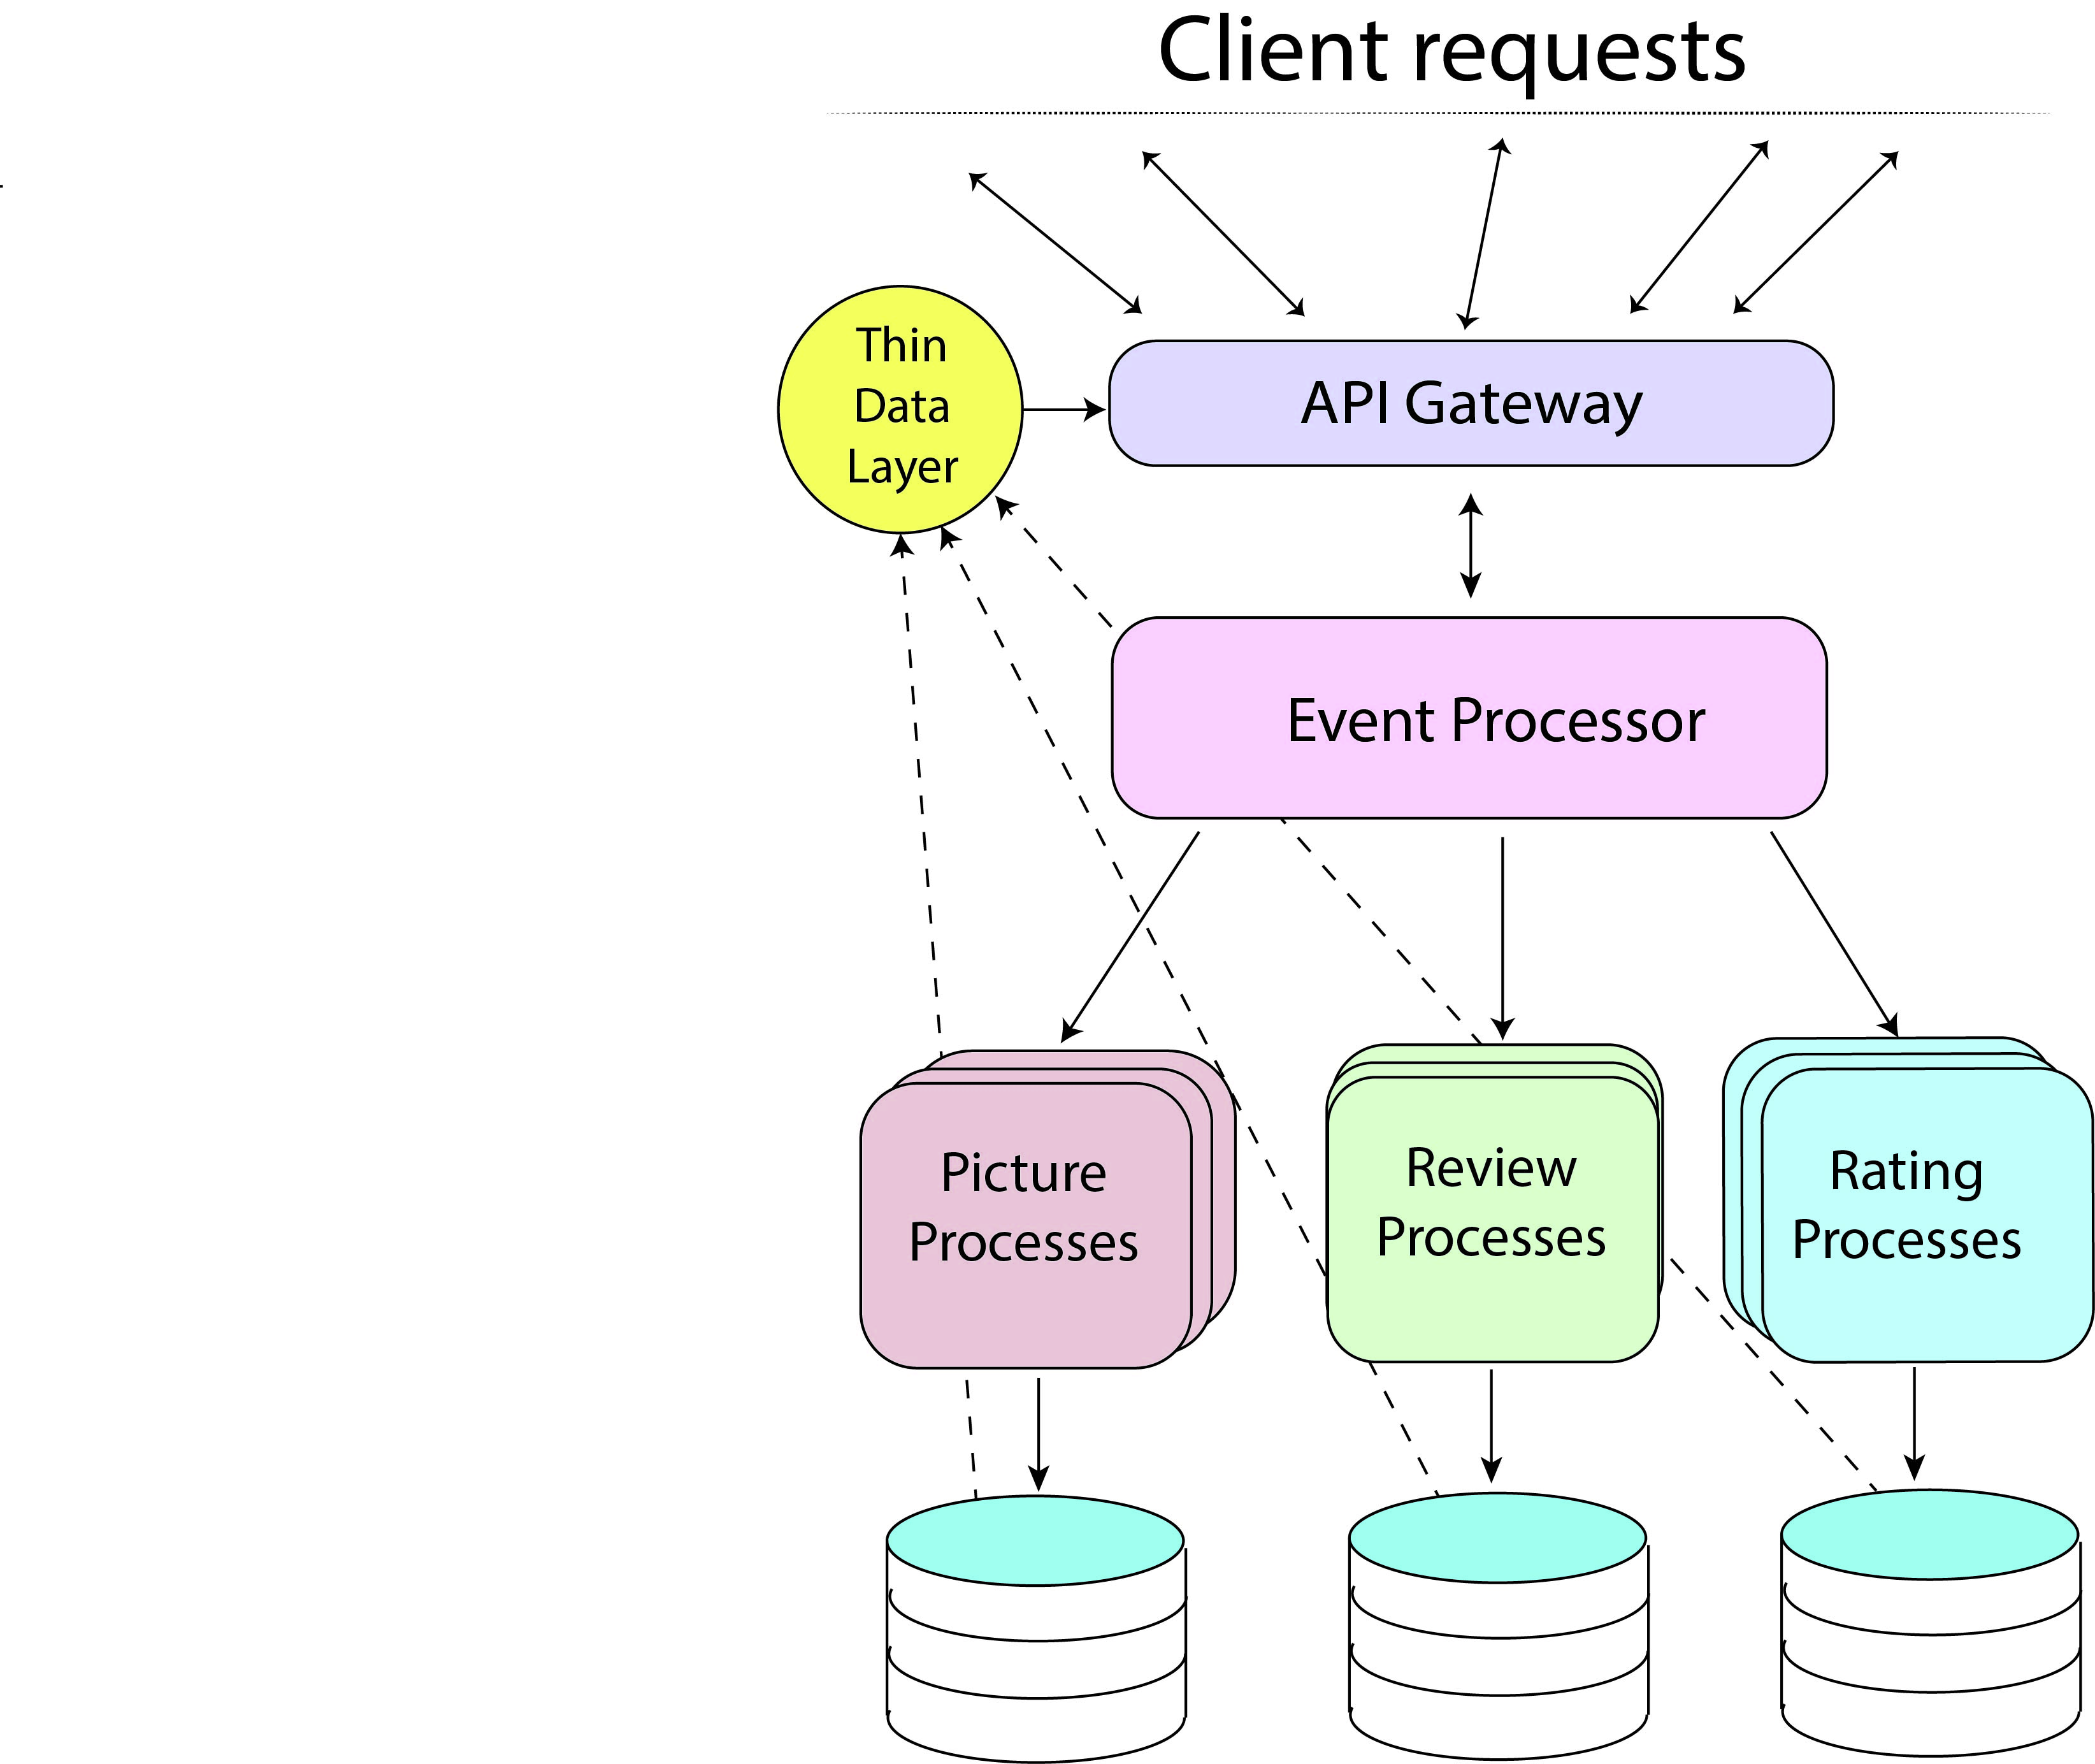 Client requests
Thin
Data
Layer
API Gateway
Event Processor
Picture
Processes
Review
Processes
Rating
Processes